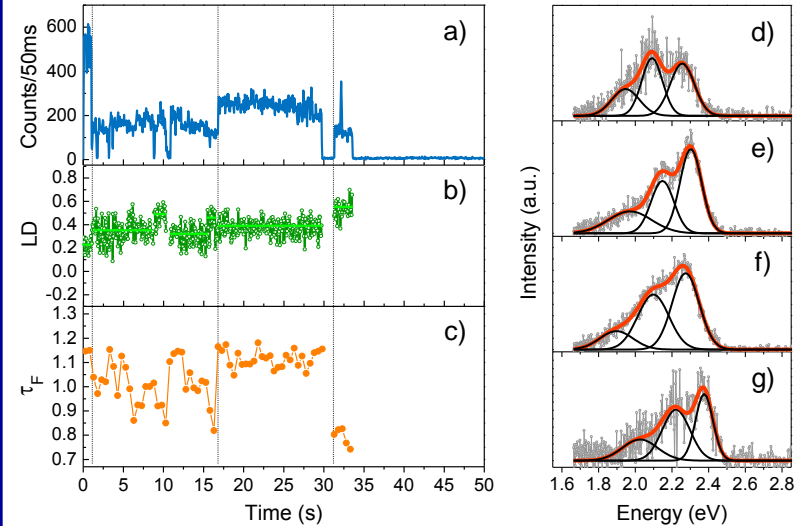 600
400
200
0
Counts/50ms
a)
0.8
0.6
0.4
0.2
0.0
-0.2
LD
b)
1.3
1.2
1.1
1.0
0.9
0.8
0.7
τF
c)
0 5 10 15 20 25 30 35 40 45 50
Time (s)
d)
e)
f)
g)
Intensity (a.u.)
1.6 1.8 2.0 2.2 2.4 2.6 2.8
Energy (eV)